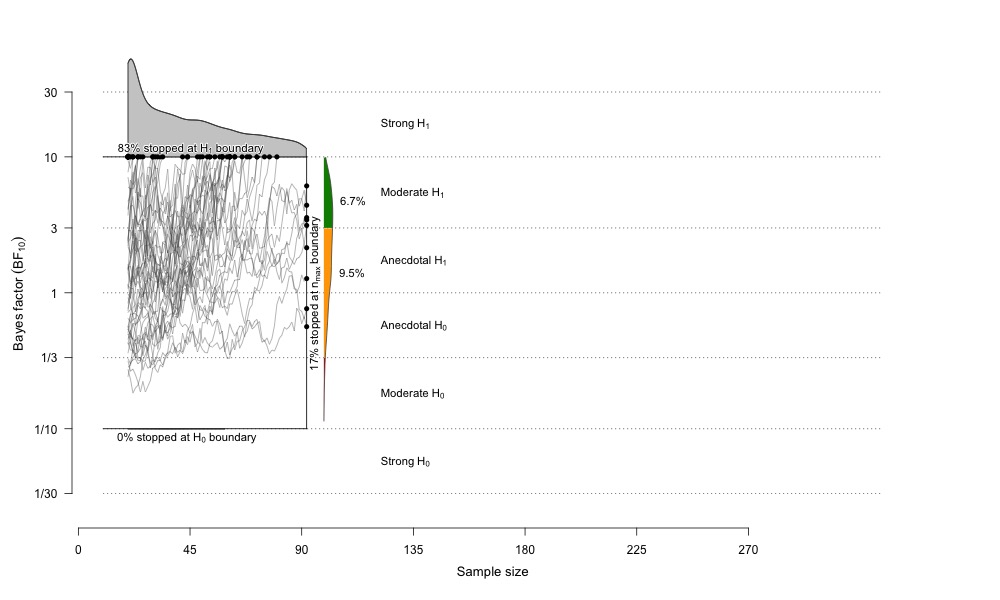 30
10
3
1
1/3
1/10
1/30
Bayes factor (BF₁₀)
83% stopped at H₁ boundary
17% stopped at nmax boundary
0% stopped at H₀ boundary
6.7%
9.5%
Strong H₁
Moderate H₁
Anecdotal H₁
Anecdotal H₀
Moderate H₀
Strong H₀
0 45 90 135 180 225 270
Sample size